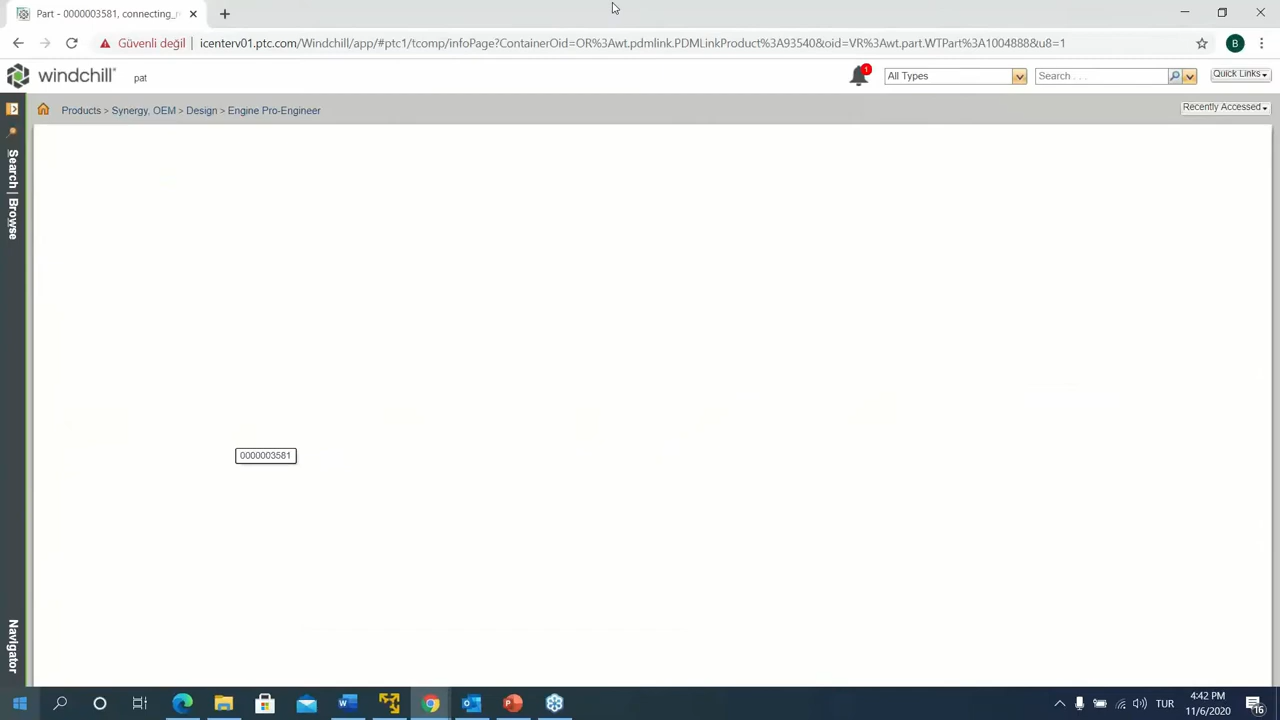 Part - 0000003581, connecting_r
Güvenli değil
icenterv01.ptc.com/Windchill/app/#ptc1/tcomp/infoPage?ContainerOid=OR%3Awt.pdmlink.PDMLinkProduct%3A93540&oid=VR%3Awt.part.WTPart%3A1004888&u8=1
B
windchill®
pat
1
All Types
Search . . .
Quick Links
Products > Synergy, OEM > Design > Engine Pro-Engineer
Recently Accessed
Search | Browse
0000003581
Navigator
4:42 PM
TUR
11/6/2020
16